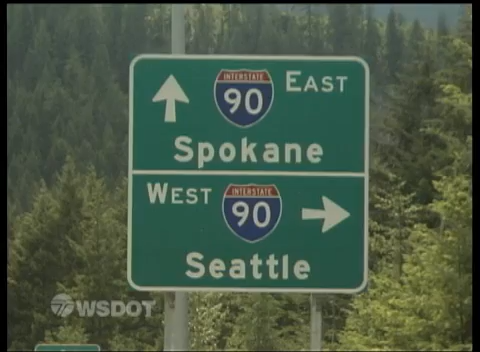 INTERSTATE
90
EAST
Spokane
WEST
INTERSTATE
90
Seattle
WSDOT